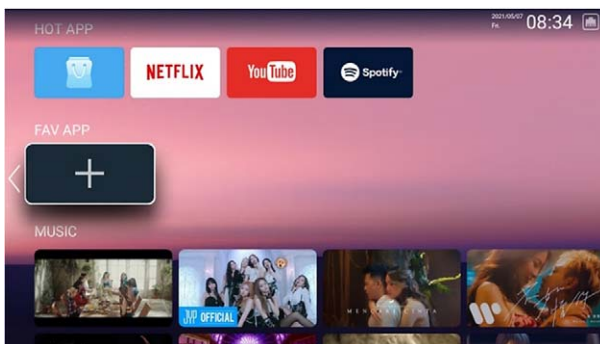 HOT APP
2021/05/07
Fri.
08:34
NETFLIX
YouTube
Spotify
FAV APP
MUSIC
JYP OFFICIAL